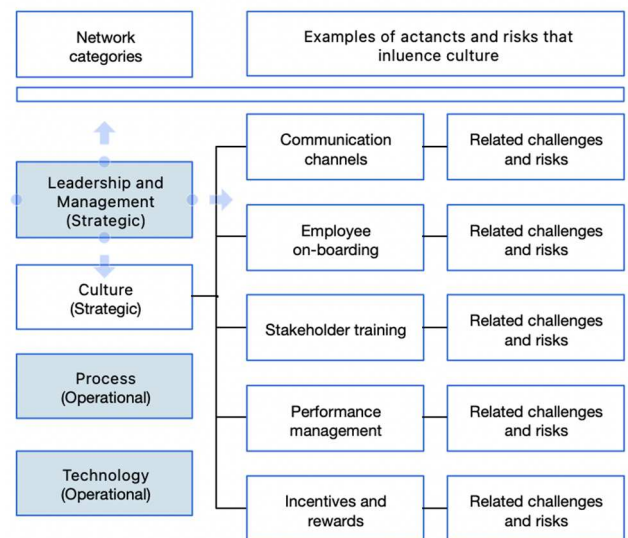 Network
categories
Examples of actancts and risks that
inluence culture
Leadership and
Management
(Strategic)
Culture
(Strategic)
Process
(Operational)
Technology
(Operational)
Communication
channels
Related challenges
and risks
Employee
on-boarding
Related challenges
and risks
Stakeholder training
Related challenges
and risks
Performance
management
Related challenges
and risks
Incentives and
rewards
Related challenges
and risks